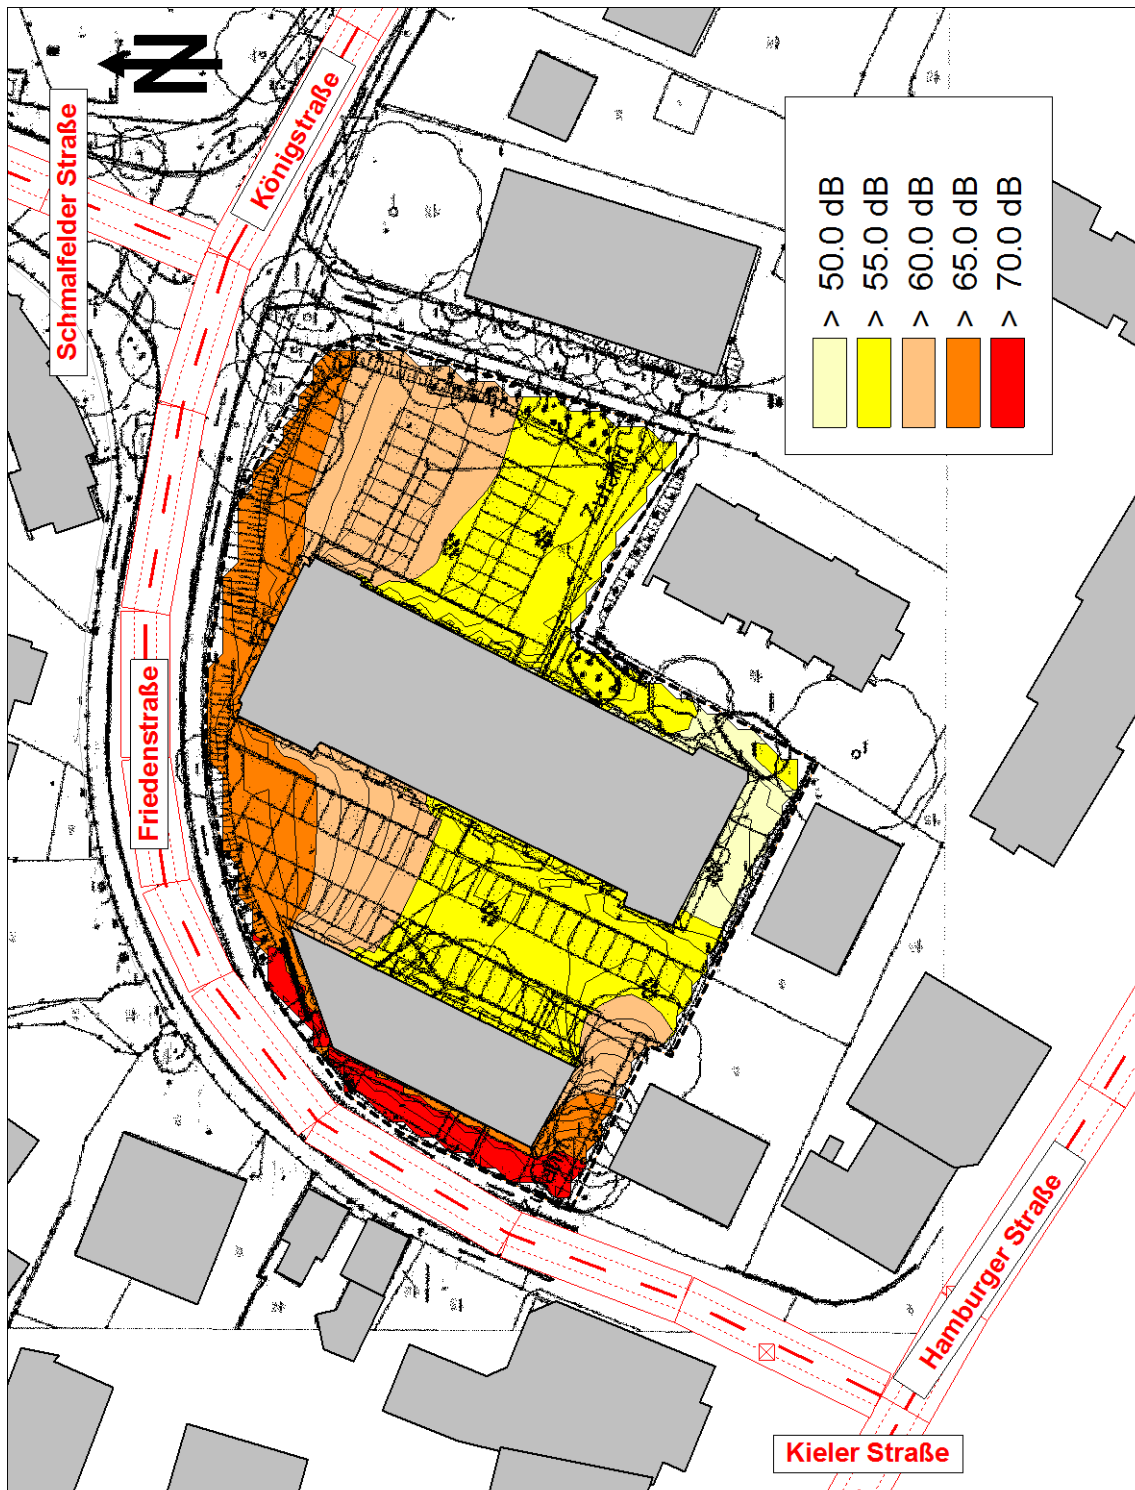 N
Schmalfelder Straße
Königstraße
Friedenstraße
> 50.0 dB
> 55.0 dB
> 60.0 dB
> 65.0 dB
> 70.0 dB
Hamburger Straße
Kieler Straße